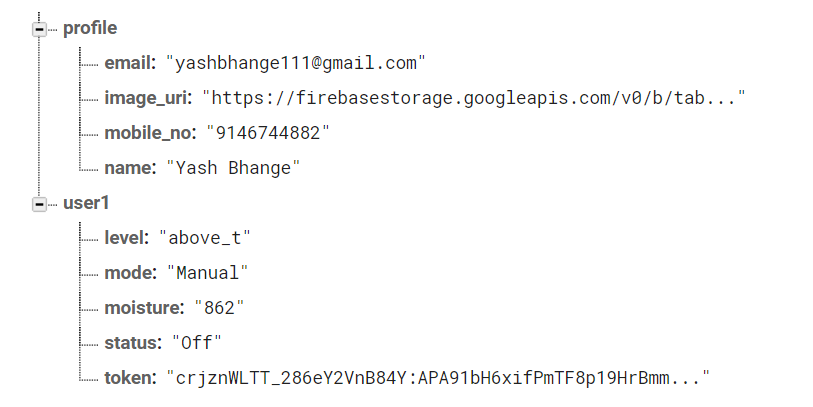 profile
email: "yashbhange111@gmail.com"
image_uri: "https://firebasestorage.googleapis.com/v0/b/tab..."
mobile_no: "9146744882"
name: "Yash Bhange"
user1
level: "above_t"
mode: "Manual"
moisture: "862"
status: "Off"
token: "crjznWLTT_286eY2VnB84Y:APA91bH6xifPmTF8p19HrBmm..."